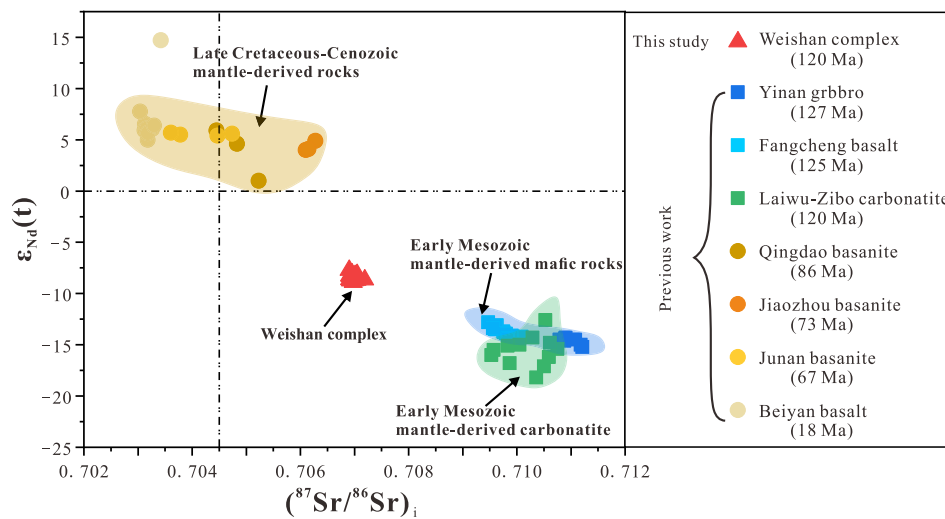 15
10
5
0
−5
−10
−15
−20
−25
εNd(t)
0.702
0.704
0.706
0.708
0.710
0.712
(⁸⁷Sr/⁸⁶Sr)i
Late Cretaceous-Cenozoic
mantle-derived rocks
Weishan complex
Early Mesozoic
mantle-derived mafic rocks
Early Mesozoic
mantle-derived carbonatite
This study
Previous work
Weishan complex
(120 Ma)
Yinan grbbro
(127 Ma)
Fangcheng basalt
(125 Ma)
Laiwu-Zibo carbonatite
(120 Ma)
Qingdao basanite
(86 Ma)
Jiaozhou basanite
(73 Ma)
Junan basanite
(67 Ma)
Beiyan basalt
(18 Ma)